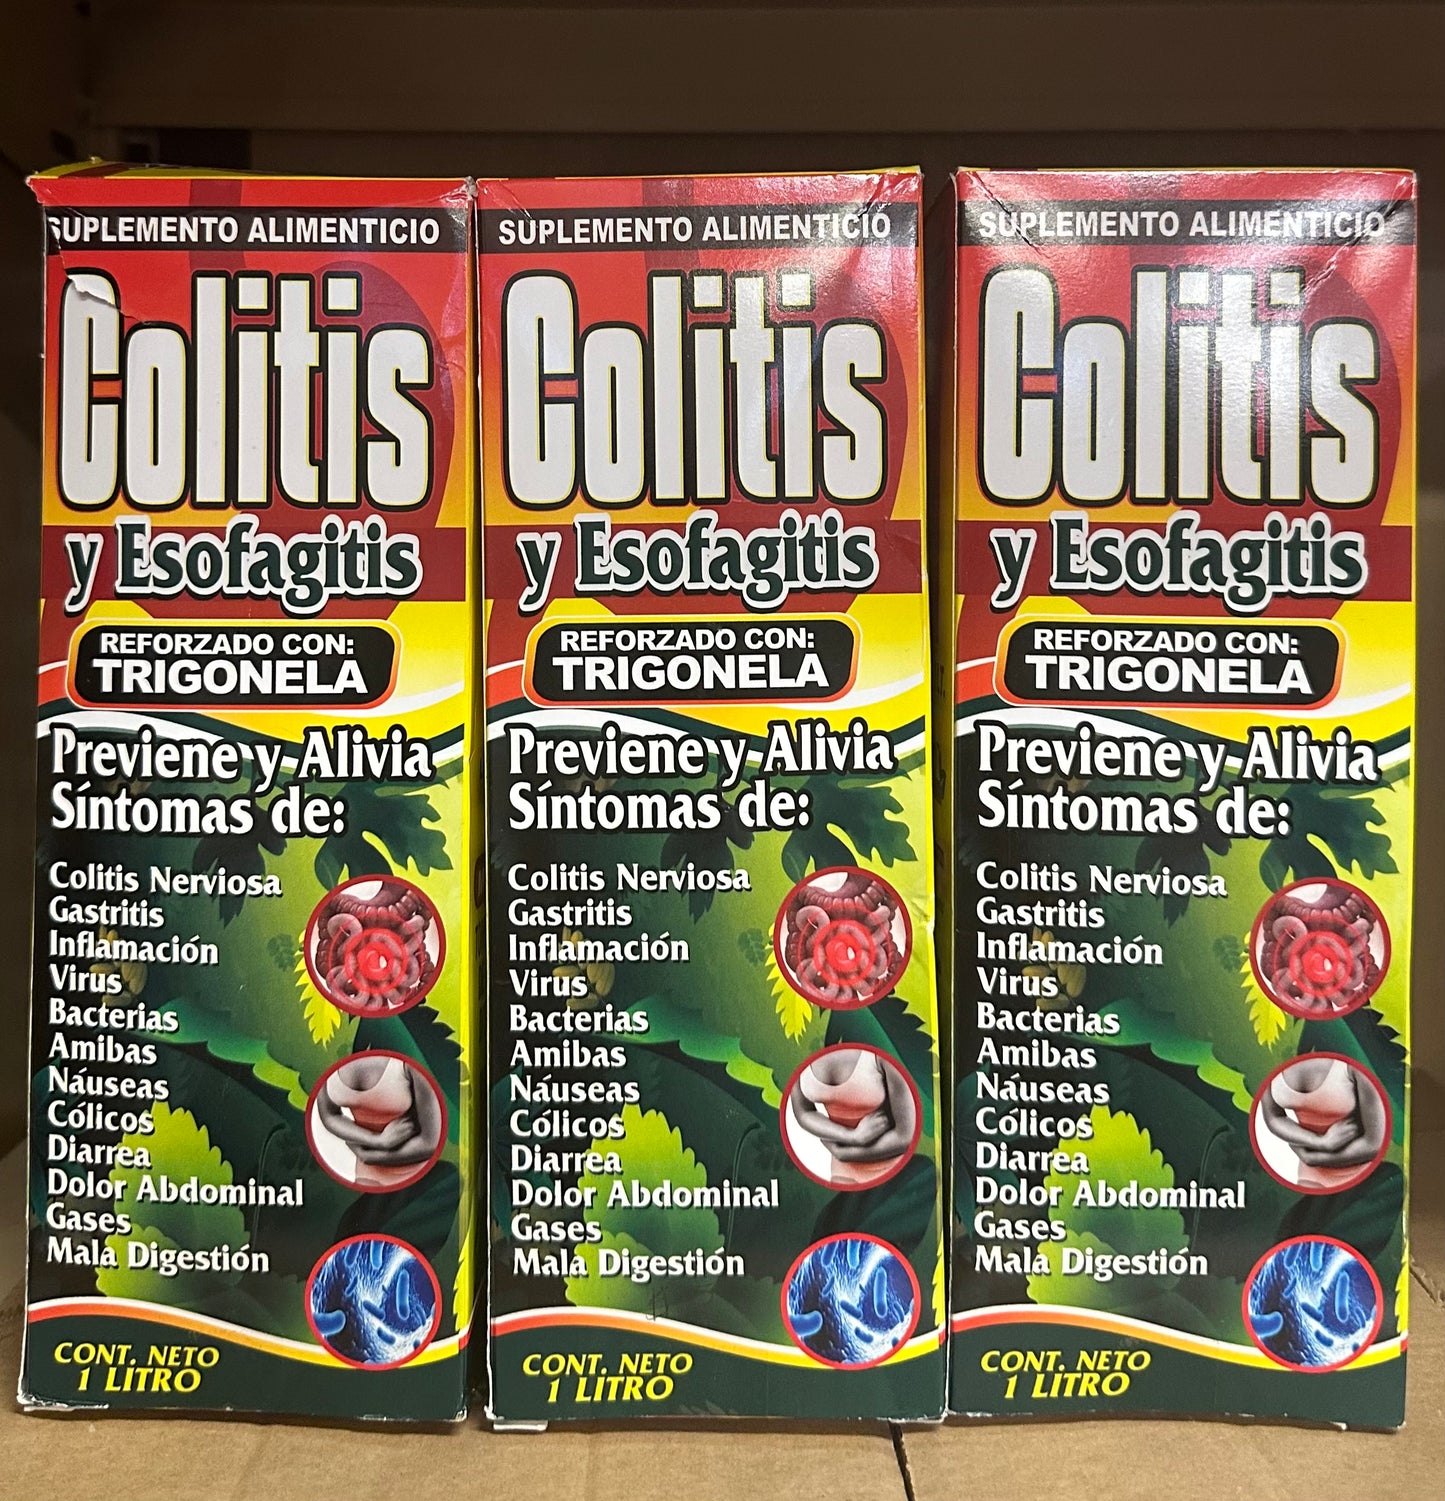 SUPLEMENTO ALIMENTICIO
Colitis
y Esofagitis
REFORZADO CON:
TRIGONELA
Previene y Alivia
Síntomas de:
Colitis Nerviosa
Gastritis
Inflamación
Virus
Bacterias
Amibas
Náuseas
Cólicos
Diarrea
Dolor Abdominal
Gases
Mala Digestión
CONT. NETO
1 LITRO
SUPLEMENTO ALIMENTICIO
Colitis
y Esofagitis
REFORZADO CON:
TRIGONELA
Previene y Alivia
Síntomas de:
Colitis Nerviosa
Gastritis
Inflamación
Virus
Bacterias
Amibas
Náuseas
Cólicos
Diarrea
Dolor Abdominal
Gases
Mala Digestión
CONT. NETO
1 LITRO
SUPLEMENTO ALIMENTICIO
Colitis
y Esofagitis
REFORZADO CON:
TRIGONELA
Previene y Alivia
Síntomas de:
Colitis Nerviosa
Gastritis
Inflamación
Virus
Bacterias
Amibas
Náuseas
Cólicos
Diarrea
Dolor Abdominal
Gases
Mala Digestión
CONT. NETO
1 LITRO